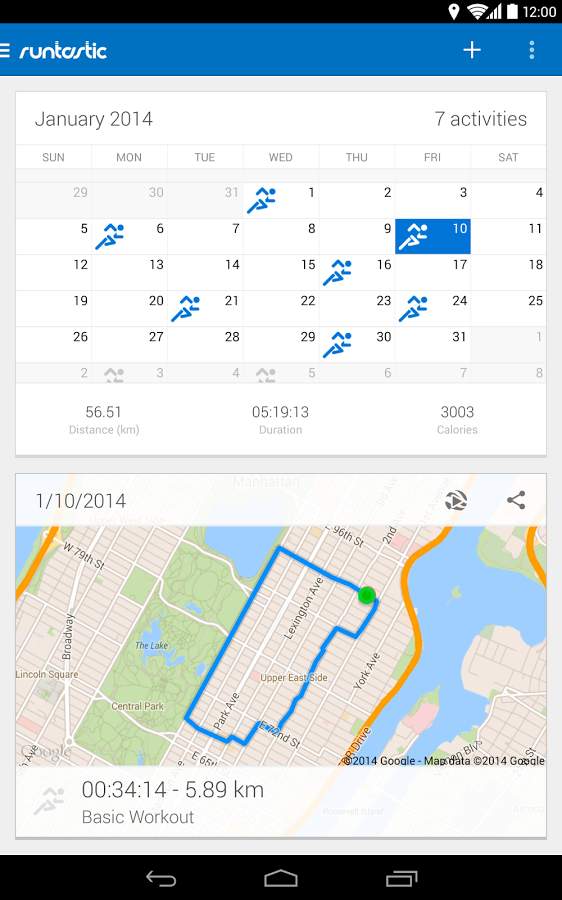 12:00
runtastic
January 2014 7 activities
SUN MON TUE WED THU FRI SAT
29 30 31 1 2 3 4
5 6 7 8 9 10 11
12 13 14 15 16 17 18
19 20 21 22 23 24 25
26 27 28 29 30 31 1
2 3 4 5 6 7 8
56.51 05:19:13 3003
Distance (km) Duration Calories
Manhattan
1/10/2014
E 96th St
2nd
W 79th St
Lexington Ave
Broadway
The Lake
York Ave
Lincoln Square
Upper East Side
Central Park
Park Ave
E 72nd St
Google
E 65th
R Drive
©2014 Google - Map data ©2014 Google
Roosevelt Island
00:34:14 - 5.89 km
Basic Workout